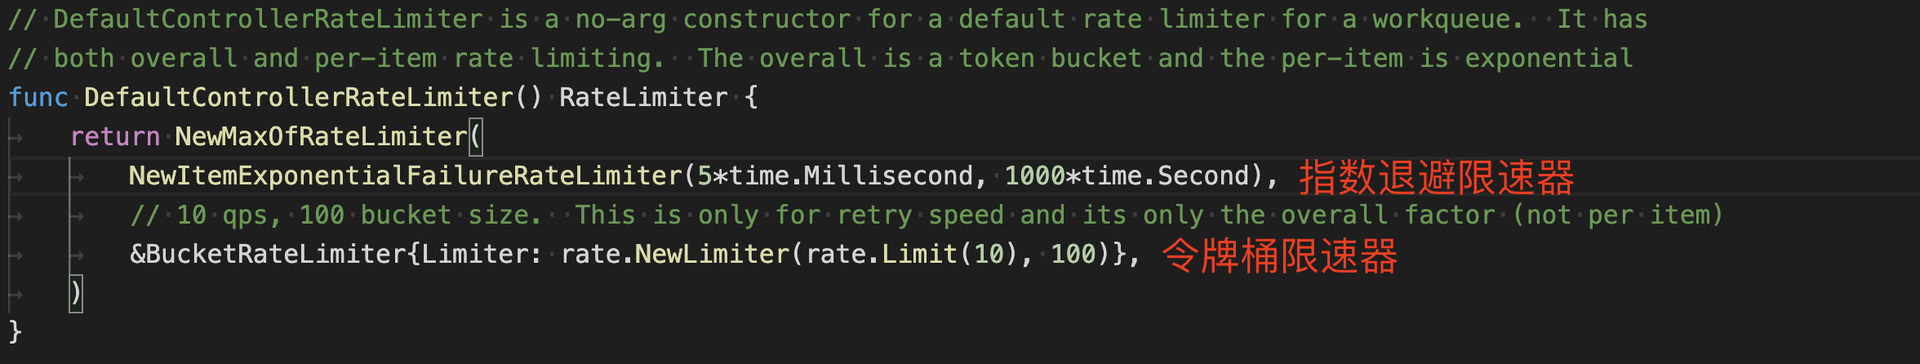 // DefaultControllerRateLimiter is a no-arg constructor for a default rate limiter for a workqueue.  It has
// both overall and per-item rate limiting.  The overall is a token bucket and the per-item is exponential
func DefaultControllerRateLimiter() RateLimiter {
return NewMaxOfRateLimiter(
NewItemExponentialFailureRateLimiter(5*time.Millisecond, 1000*time.Second), 指数退避限速器
// 10 qps, 100 bucket size.  This is only for retry speed and its only the overall factor (not per item)
&BucketRateLimiter{Limiter: rate.NewLimiter(rate.Limit(10), 100)}, 令牌桶限速器
)
}